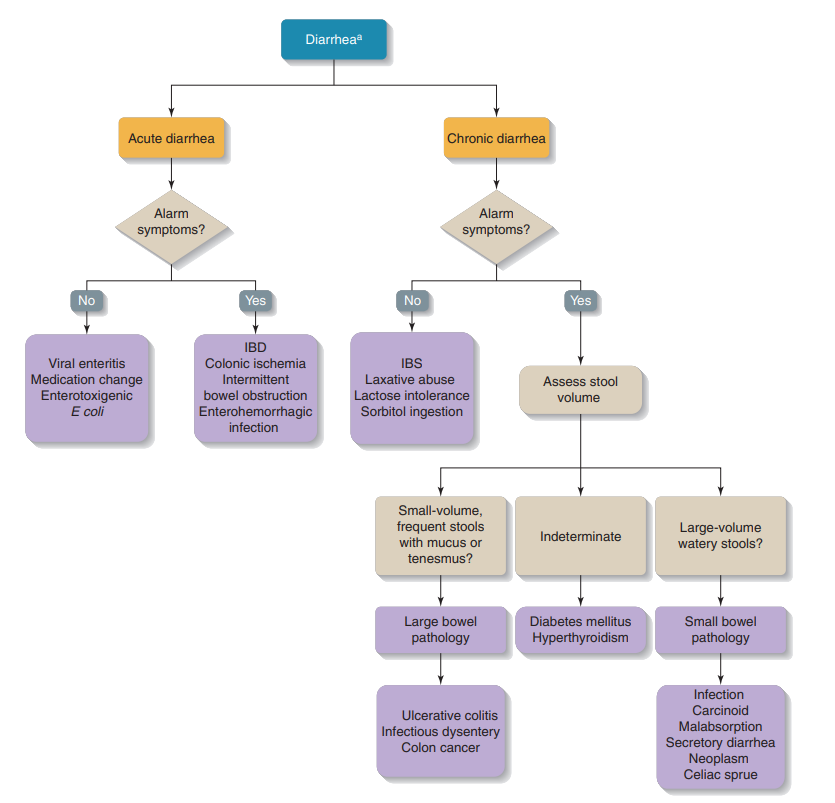 Diarrheaᵃ
Acute diarrhea
Chronic diarrhea
Alarm
symptoms?
Alarm
symptoms?
No
Yes
No
Yes
Viral enteritis
Medication change
Enterotoxigenic
E coli
IBD
Colonic ischemia
Intermittent
bowel obstruction
Enterohemorrhagic
infection
IBS
Laxative abuse
Lactose intolerance
Sorbitol ingestion
Assess stool
volume
Small-volume,
frequent stools
with mucus or
tenesmus?
Indeterminate
Large-volume
watery stools?
Large bowel
pathology
Diabetes mellitus
Hyperthyroidism
Small bowel
pathology
Ulcerative colitis
Infectious dysentery
Colon cancer
Infection
Carcinoid
Malabsorption
Secretory diarrhea
Neoplasm
Celiac sprue